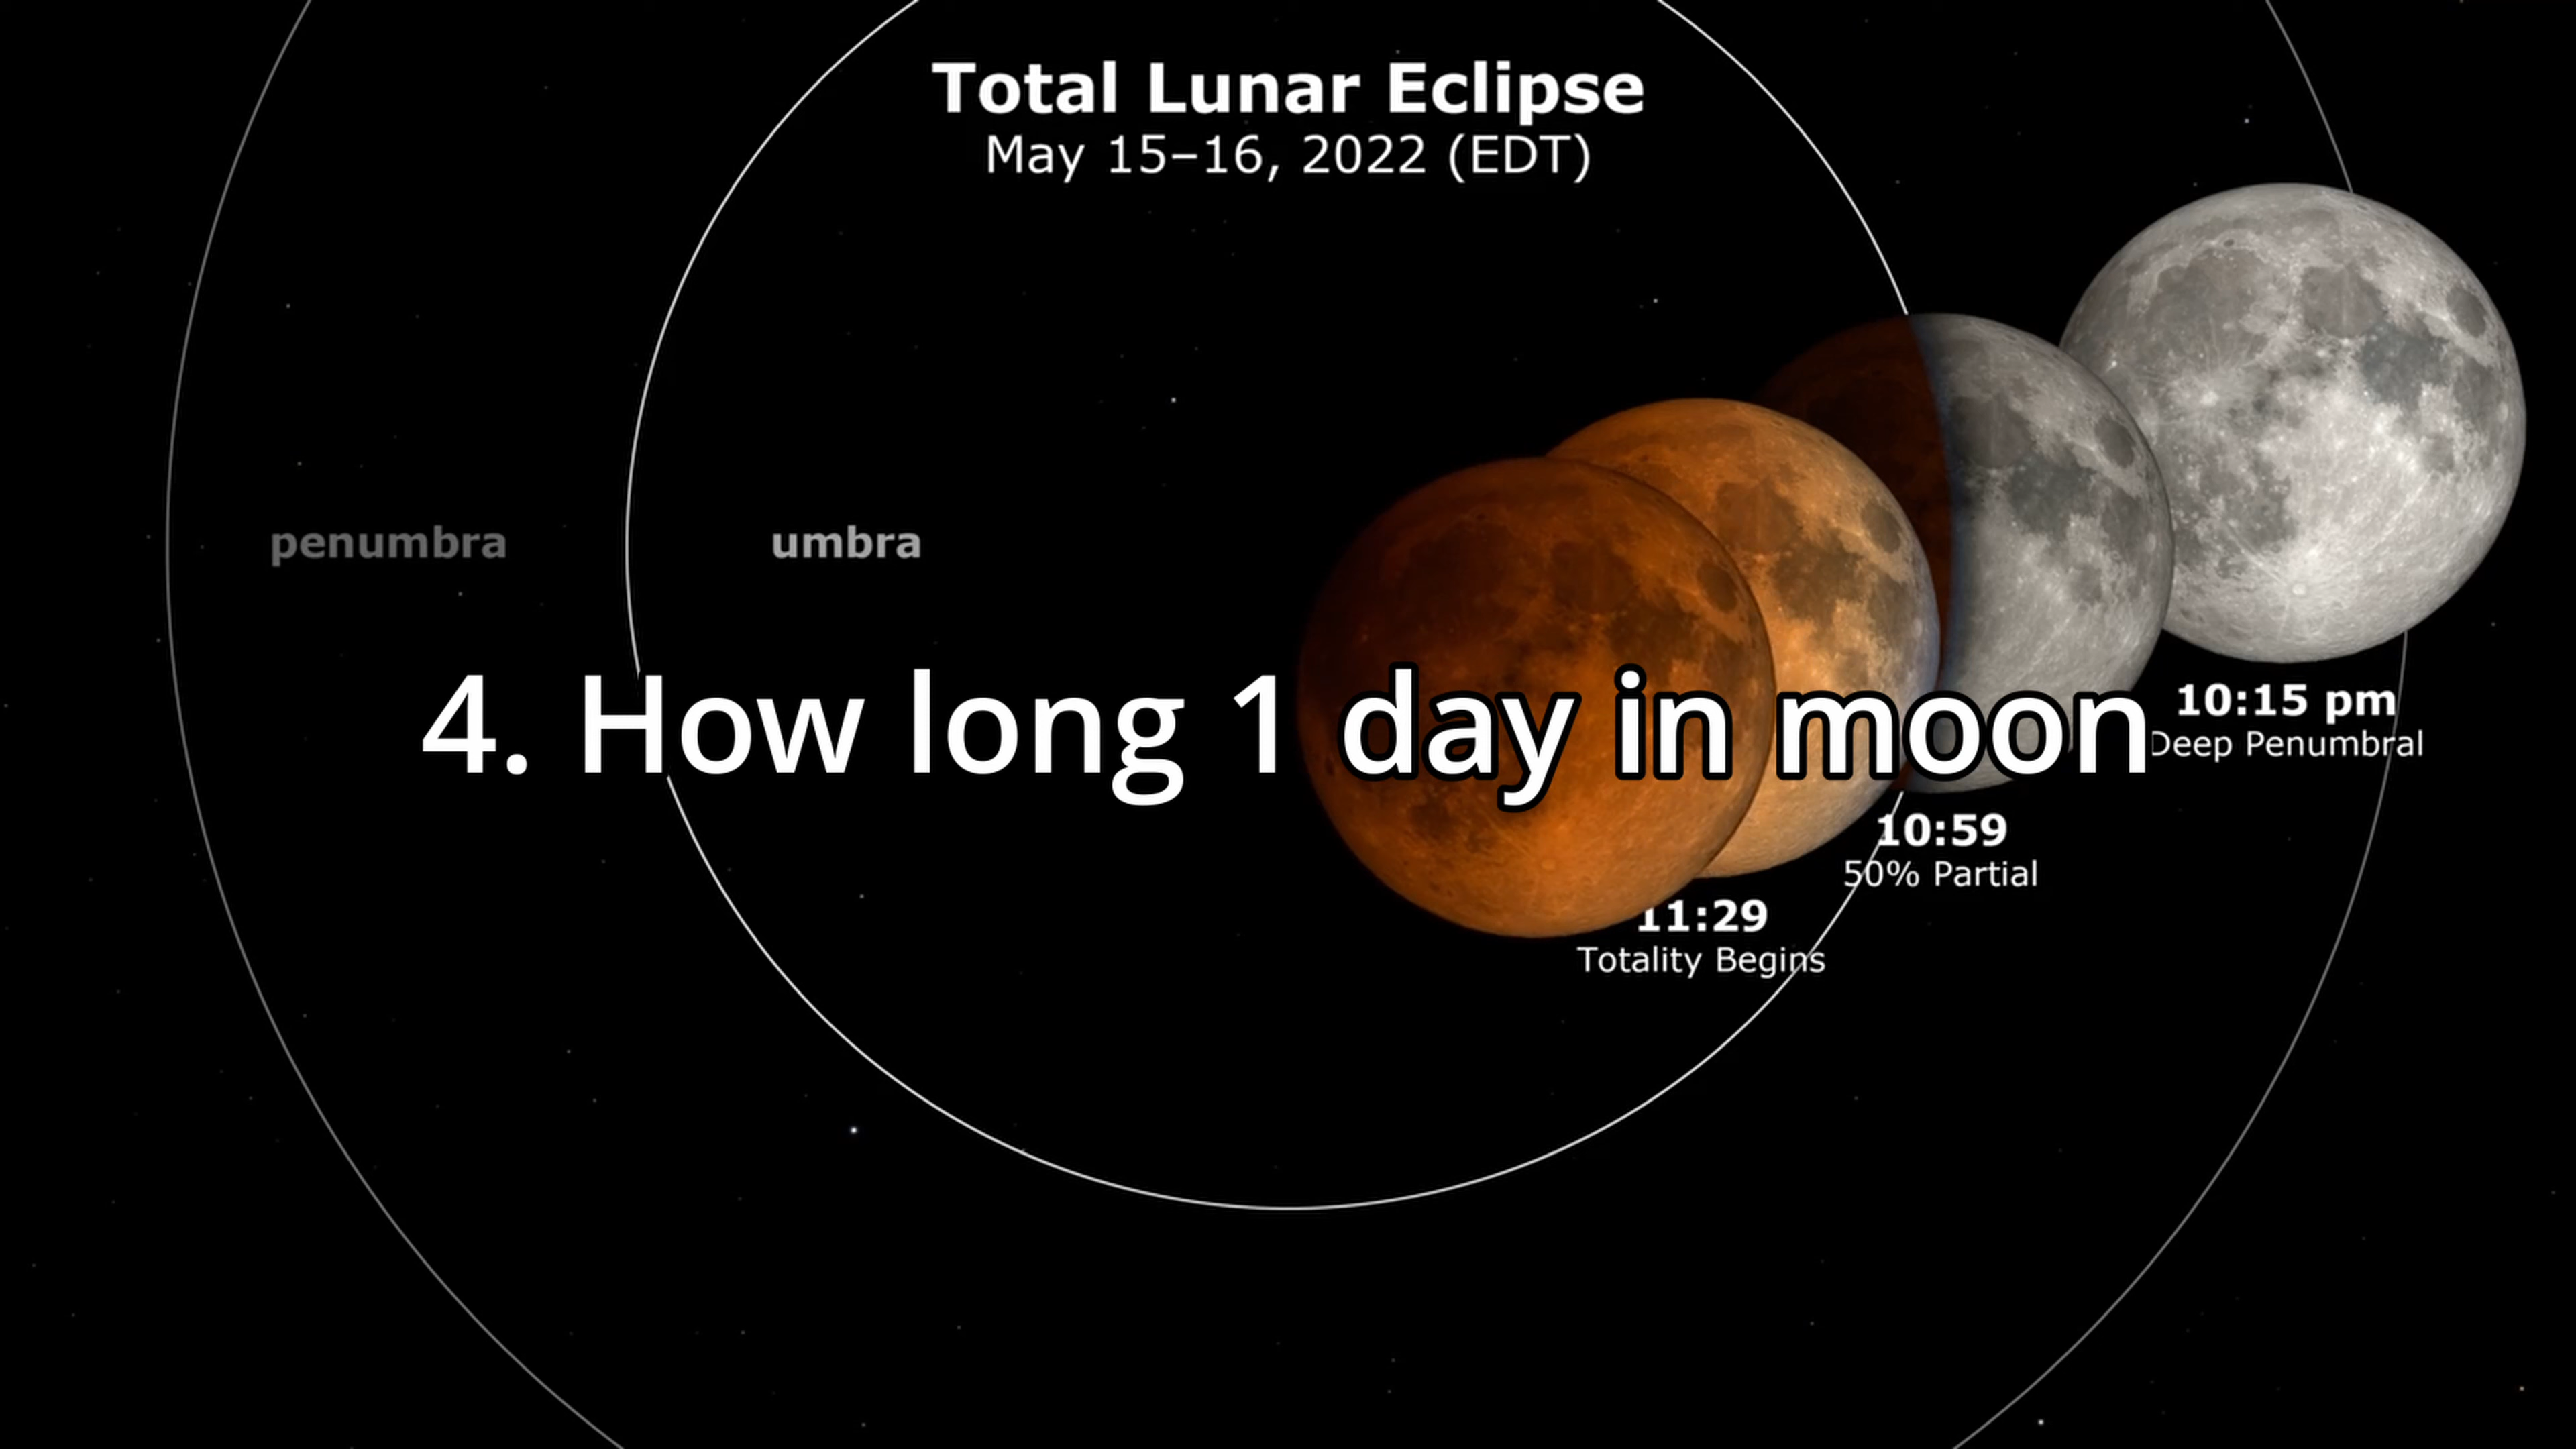 Total Lunar Eclipse
May 15–16, 2022 (EDT)
penumbra
umbra
4. How long 1 day in moon
10:15 pm
Deep Penumbral
10:59
50% Partial
11:29
Totality Begins